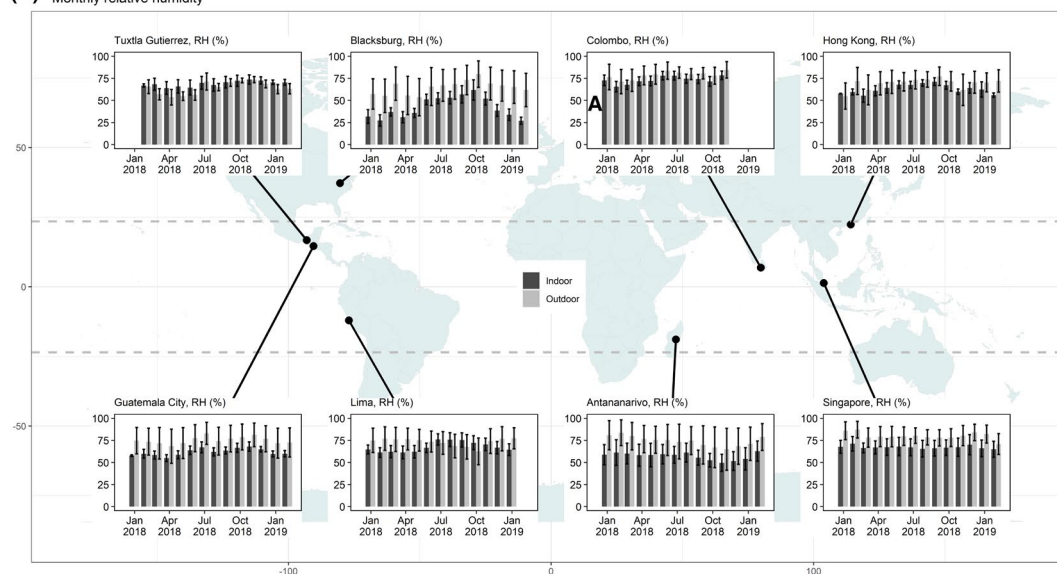 Monthly relative humidity
Tuxtla Gutierrez, RH (%)
100
75
50
25
0
Jan 2018
Apr 2018
Jul 2018
Oct 2018
Jan 2019
Blacksburg, RH (%)
100
75
50
25
0
Jan 2018
Apr 2018
Jul 2018
Oct 2018
Jan 2019
Colombo, RH (%)
100
75
50
25
0
A
Jan 2018
Apr 2018
Jul 2018
Oct 2018
Jan 2019
Hong Kong, RH (%)
100
75
50
25
0
Jan 2018
Apr 2018
Jul 2018
Oct 2018
Jan 2019
50
0
-50
Indoor
Outdoor
Guatemala City, RH (%)
100
75
50
25
0
Jan 2018
Apr 2018
Jul 2018
Oct 2018
Jan 2019
Lima, RH (%)
100
75
50
25
0
Jan 2018
Apr 2018
Jul 2018
Oct 2018
Jan 2019
Antananarivo, RH (%)
100
75
50
25
0
Jan 2018
Apr 2018
Jul 2018
Oct 2018
Jan 2019
Singapore, RH (%)
100
75
50
25
0
Jan 2018
Apr 2018
Jul 2018
Oct 2018
Jan 2019
-100
0
100